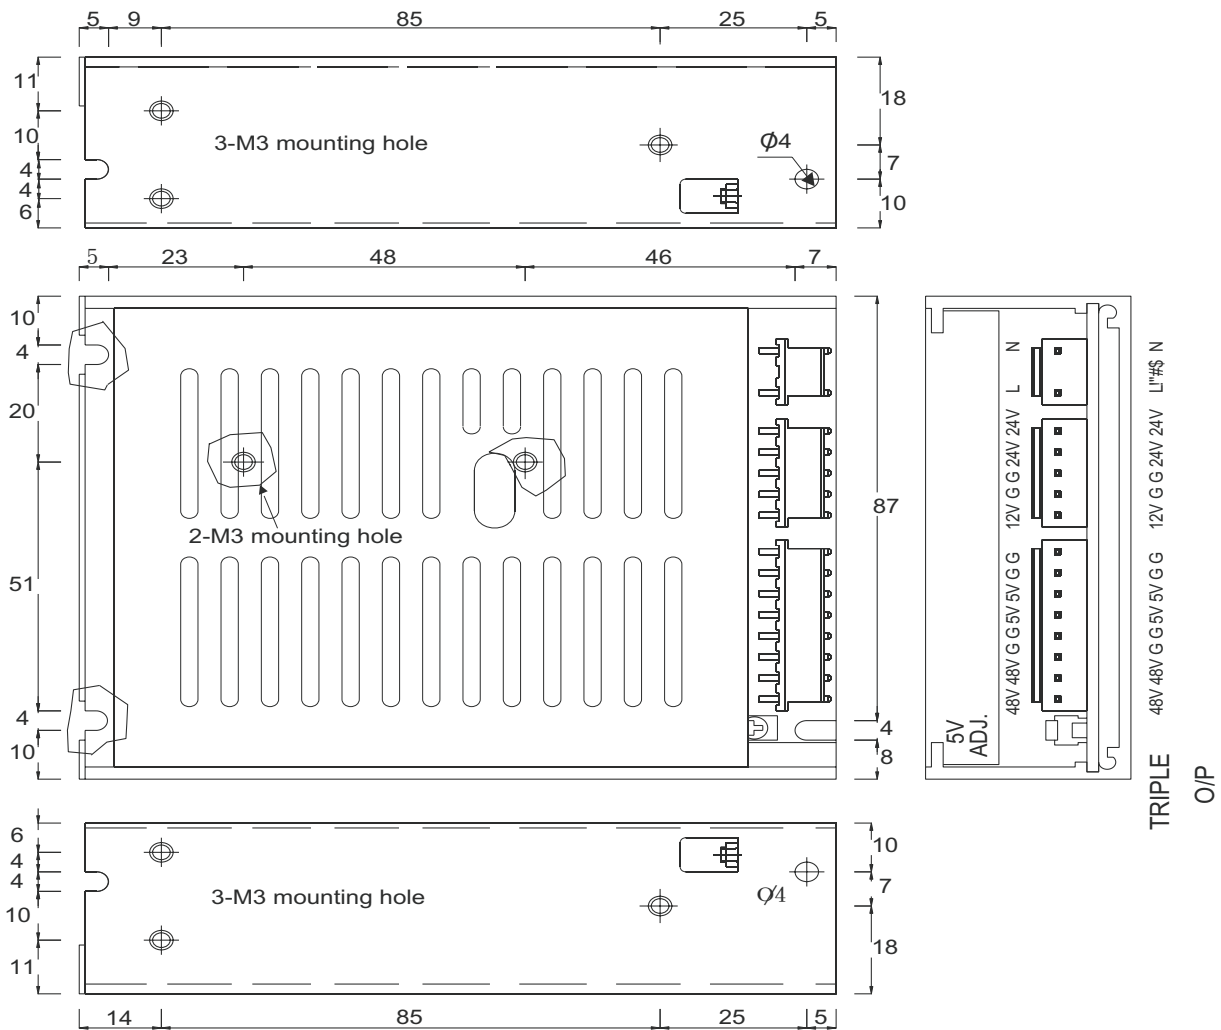 5 9 85 25 5
11
18
10
3-M3 mounting hole
Φ4
4
7
4
6
10
5 23 48 46 7
10
4
20
2-M3 mounting hole
87
51
4
10
4
8
N
L
24V
24V
G
G
12V
G
G
5V
5V
G
G
48V
48V
N
L!"#$
24V
24V
G
G
12V
G
G
5V
5V
G
G
48V
48V
5V
ADJ.
TRIPLE
O/P
6
10
4
4
7
10
3-M3 mounting hole
Ø4
11
18
14 85 25 5